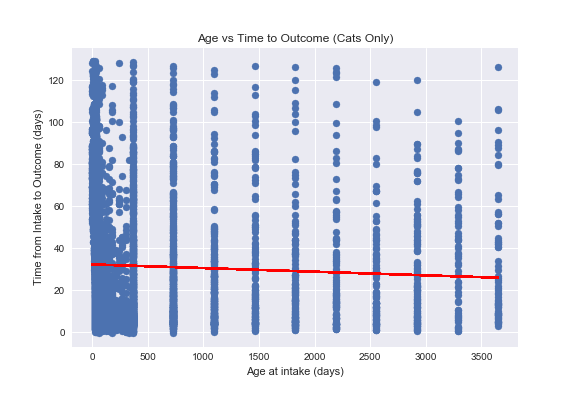 Age vs Time to Outcome (Cats Only)
Time from Intake to Outcome (days)
120
100
80
60
40
20
0
0 500 1000 1500 2000 2500 3000 3500
Age at intake (days)